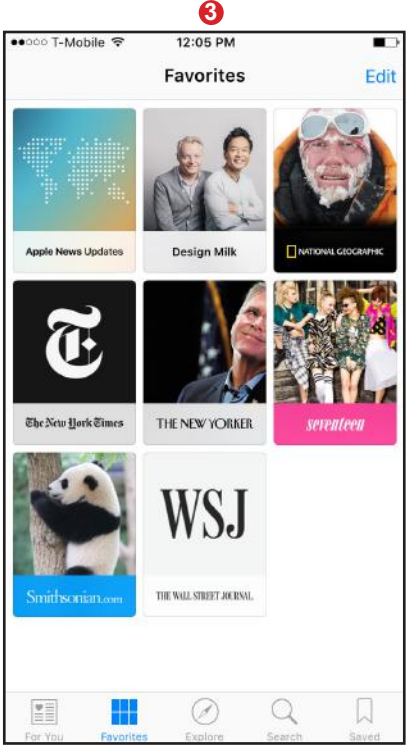 3
T-Mobile 12:05 PM
Favorites Edit
Apple News Updates
Design Milk
NATIONAL GEOGRAPHIC
T
The New York Times
THE NEW YORKER
seventeen
Smithsonian.com
WSJ
THE WALL STREET JOURNAL.
For You Favorites Explore Search Saved